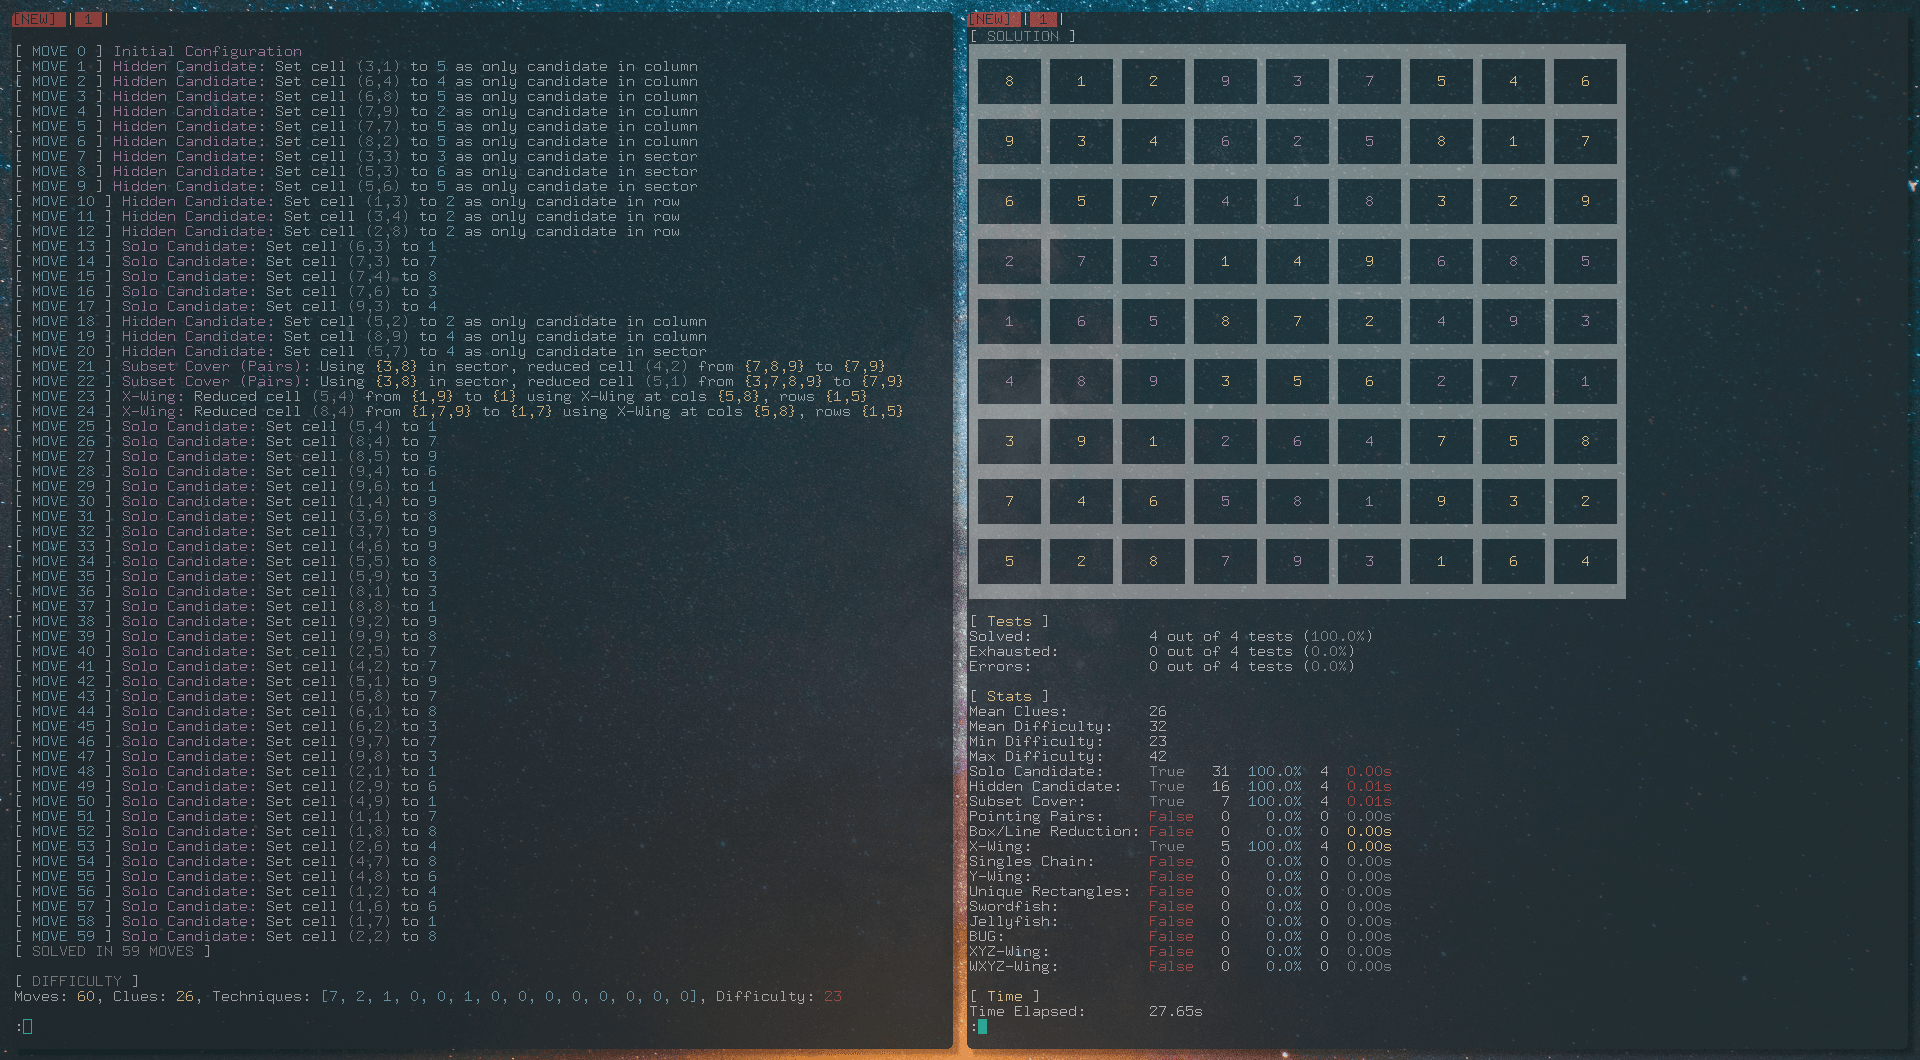 [NEW] | 1 |
[ MOVE 0 ] Initial Configuration
[ MOVE 1 ] Hidden Candidate: Set cell (3,1) to 5 as only candidate in column
[ MOVE 2 ] Hidden Candidate: Set cell (6,4) to 4 as only candidate in column
[ MOVE 3 ] Hidden Candidate: Set cell (6,8) to 5 as only candidate in column
[ MOVE 4 ] Hidden Candidate: Set cell (7,9) to 2 as only candidate in column
[ MOVE 5 ] Hidden Candidate: Set cell (7,7) to 5 as only candidate in column
[ MOVE 6 ] Hidden Candidate: Set cell (8,2) to 5 as only candidate in column
[ MOVE 7 ] Hidden Candidate: Set cell (3,3) to 3 as only candidate in sector
[ MOVE 8 ] Hidden Candidate: Set cell (5,3) to 6 as only candidate in sector
[ MOVE 9 ] Hidden Candidate: Set cell (5,6) to 5 as only candidate in sector
[ MOVE 10 ] Hidden Candidate: Set cell (1,3) to 2 as only candidate in row
[ MOVE 11 ] Hidden Candidate: Set cell (3,4) to 2 as only candidate in row
[ MOVE 12 ] Hidden Candidate: Set cell (2,8) to 2 as only candidate in row
[ MOVE 13 ] Solo Candidate: Set cell (6,3) to 1
[ MOVE 14 ] Solo Candidate: Set cell (7,3) to 7
[ MOVE 15 ] Solo Candidate: Set cell (7,4) to 8
[ MOVE 16 ] Solo Candidate: Set cell (7,6) to 3
[ MOVE 17 ] Solo Candidate: Set cell (9,3) to 4
[ MOVE 18 ] Hidden Candidate: Set cell (5,2) to 2 as only candidate in column
[ MOVE 19 ] Hidden Candidate: Set cell (8,9) to 4 as only candidate in column
[ MOVE 20 ] Hidden Candidate: Set cell (5,7) to 4 as only candidate in sector
[ MOVE 21 ] Subset Cover (Pairs): Using {3,8} in sector, reduced cell (4,2) from {7,8,9} to {7,9}
[ MOVE 22 ] Subset Cover (Pairs): Using {3,8} in sector, reduced cell (5,1) from {3,7,8,9} to {7,9}
[ MOVE 23 ] X-Wing: Reduced cell (5,4) from {1,9} to {1} using X-Wing at cols {5,8}, rows {1,5}
[ MOVE 24 ] X-Wing: Reduced cell (8,4) from {1,7,9} to {1,7} using X-Wing at cols {5,8}, rows {1,5}
[ MOVE 25 ] Solo Candidate: Set cell (5,4) to 1
[ MOVE 26 ] Solo Candidate: Set cell (8,4) to 7
[ MOVE 27 ] Solo Candidate: Set cell (8,5) to 9
[ MOVE 28 ] Solo Candidate: Set cell (9,4) to 6
[ MOVE 29 ] Solo Candidate: Set cell (9,6) to 1
[ MOVE 30 ] Solo Candidate: Set cell (1,4) to 9
[ MOVE 31 ] Solo Candidate: Set cell (3,6) to 8
[ MOVE 32 ] Solo Candidate: Set cell (3,7) to 9
[ MOVE 33 ] Solo Candidate: Set cell (4,6) to 9
[ MOVE 34 ] Solo Candidate: Set cell (5,5) to 8
[ MOVE 35 ] Solo Candidate: Set cell (5,9) to 3
[ MOVE 36 ] Solo Candidate: Set cell (8,1) to 3
[ MOVE 37 ] Solo Candidate: Set cell (8,8) to 1
[ MOVE 38 ] Solo Candidate: Set cell (9,2) to 9
[ MOVE 39 ] Solo Candidate: Set cell (9,9) to 8
[ MOVE 40 ] Solo Candidate: Set cell (2,5) to 7
[ MOVE 41 ] Solo Candidate: Set cell (4,2) to 7
[ MOVE 42 ] Solo Candidate: Set cell (5,1) to 9
[ MOVE 43 ] Solo Candidate: Set cell (5,8) to 7
[ MOVE 44 ] Solo Candidate: Set cell (6,1) to 8
[ MOVE 45 ] Solo Candidate: Set cell (6,2) to 3
[ MOVE 46 ] Solo Candidate: Set cell (9,7) to 7
[ MOVE 47 ] Solo Candidate: Set cell (9,8) to 3
[ MOVE 48 ] Solo Candidate: Set cell (2,1) to 1
[ MOVE 49 ] Solo Candidate: Set cell (2,9) to 6
[ MOVE 50 ] Solo Candidate: Set cell (4,9) to 1
[ MOVE 51 ] Solo Candidate: Set cell (1,1) to 7
[ MOVE 52 ] Solo Candidate: Set cell (1,8) to 8
[ MOVE 53 ] Solo Candidate: Set cell (2,6) to 4
[ MOVE 54 ] Solo Candidate: Set cell (4,7) to 8
[ MOVE 55 ] Solo Candidate: Set cell (4,8) to 6
[ MOVE 56 ] Solo Candidate: Set cell (1,2) to 4
[ MOVE 57 ] Solo Candidate: Set cell (1,6) to 6
[ MOVE 58 ] Solo Candidate: Set cell (1,7) to 1
[ MOVE 59 ] Solo Candidate: Set cell (2,2) to 8
[ SOLVED IN 59 MOVES ]
[ DIFFICULTY ]
Moves: 60, Clues: 26, Techniques: [7, 2, 1, 0, 0, 1, 0, 0, 0, 0, 0, 0, 0, 0], Difficulty: 23
:
[NEW] | 1 |
[ SOLUTION ]
8 1 2 9 3 7 5 4 6
9 3 4 6 2 5 8 1 7
6 5 7 4 1 8 3 2 9
2 7 3 1 4 9 6 8 5
1 6 5 8 7 2 4 9 3
4 8 9 3 5 6 2 7 1
3 9 1 2 6 4 7 5 8
7 4 6 5 8 1 9 3 2
5 2 8 7 9 3 1 6 4
[ Tests ]
Solved: 4 out of 4 tests (100.0%)
Exhausted: 0 out of 4 tests (0.0%)
Errors: 0 out of 4 tests (0.0%)
[ Stats ]
Mean Clues: 26
Mean Difficulty: 32
Min Difficulty: 23
Max Difficulty: 42
Solo Candidate: True 31 100.0% 4 0.00s
Hidden Candidate: True 16 100.0% 4 0.01s
Subset Cover: True 7 100.0% 4 0.01s
Pointing Pairs: False 0 0.0% 0 0.00s
Box/Line Reduction: False 0 0.0% 0 0.00s
X-Wing: True 5 100.0% 4 0.00s
Singles Chain: False 0 0.0% 0 0.00s
Y-Wing: False 0 0.0% 0 0.00s
Unique Rectangles: False 0 0.0% 0 0.00s
Swordfish: False 0 0.0% 0 0.00s
Jellyfish: False 0 0.0% 0 0.00s
BUG: False 0 0.0% 0 0.00s
XYZ-Wing: False 0 0.0% 0 0.00s
WXYZ-Wing: False 0 0.0% 0 0.00s
[ Time ]
Time Elapsed: 27.65s
: